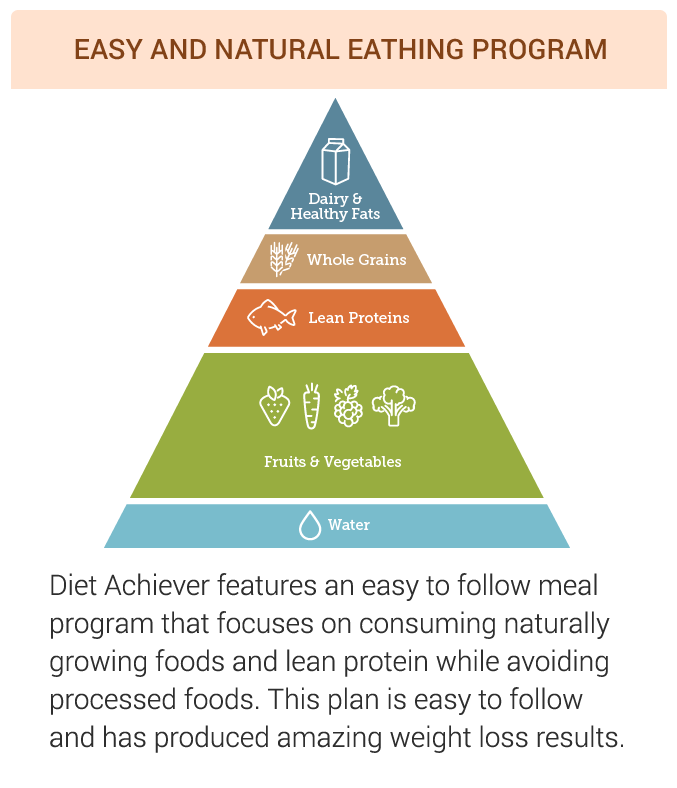 EASY AND NATURAL EATHING PROGRAM
Dairy &
Healthy Fats
Whole Grains
Lean Proteins
Fruits & Vegetables
Water
Diet Achiever features an easy to follow meal
program that focuses on consuming naturally
growing foods and lean protein while avoiding
processed foods. This plan is easy to follow
and has produced amazing weight loss results.